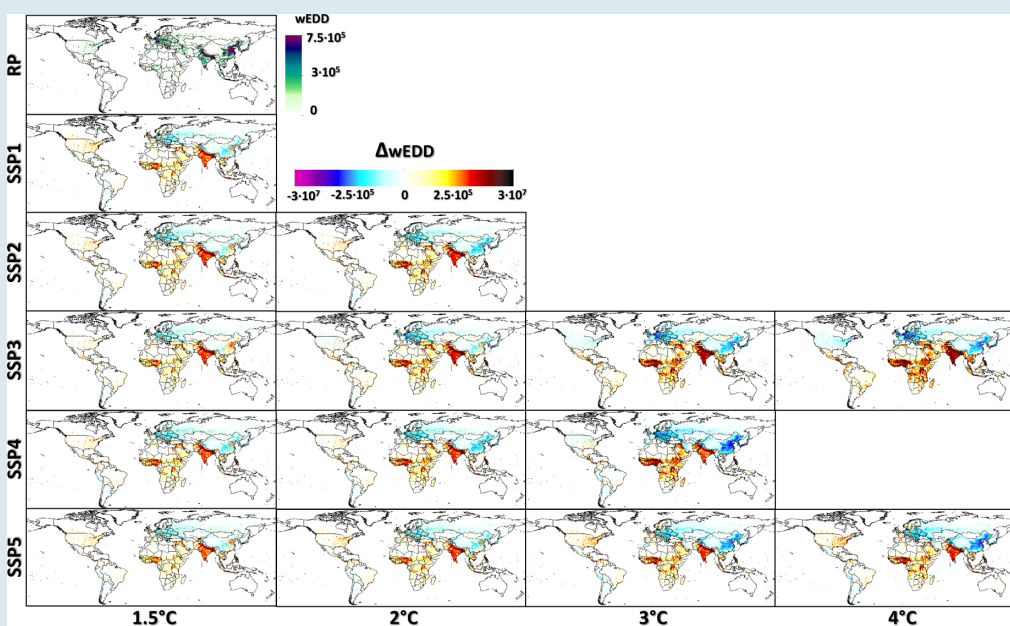 wEDD
7.5·10⁵
3·10⁵
0
RP
SSP1
ΔwEDD
-3·10⁷ -2.5·10⁵ 0 2.5·10⁵ 3·10⁷
SSP2
SSP3
SSP4
SSP5
1.5°C 2°C 3°C 4°C